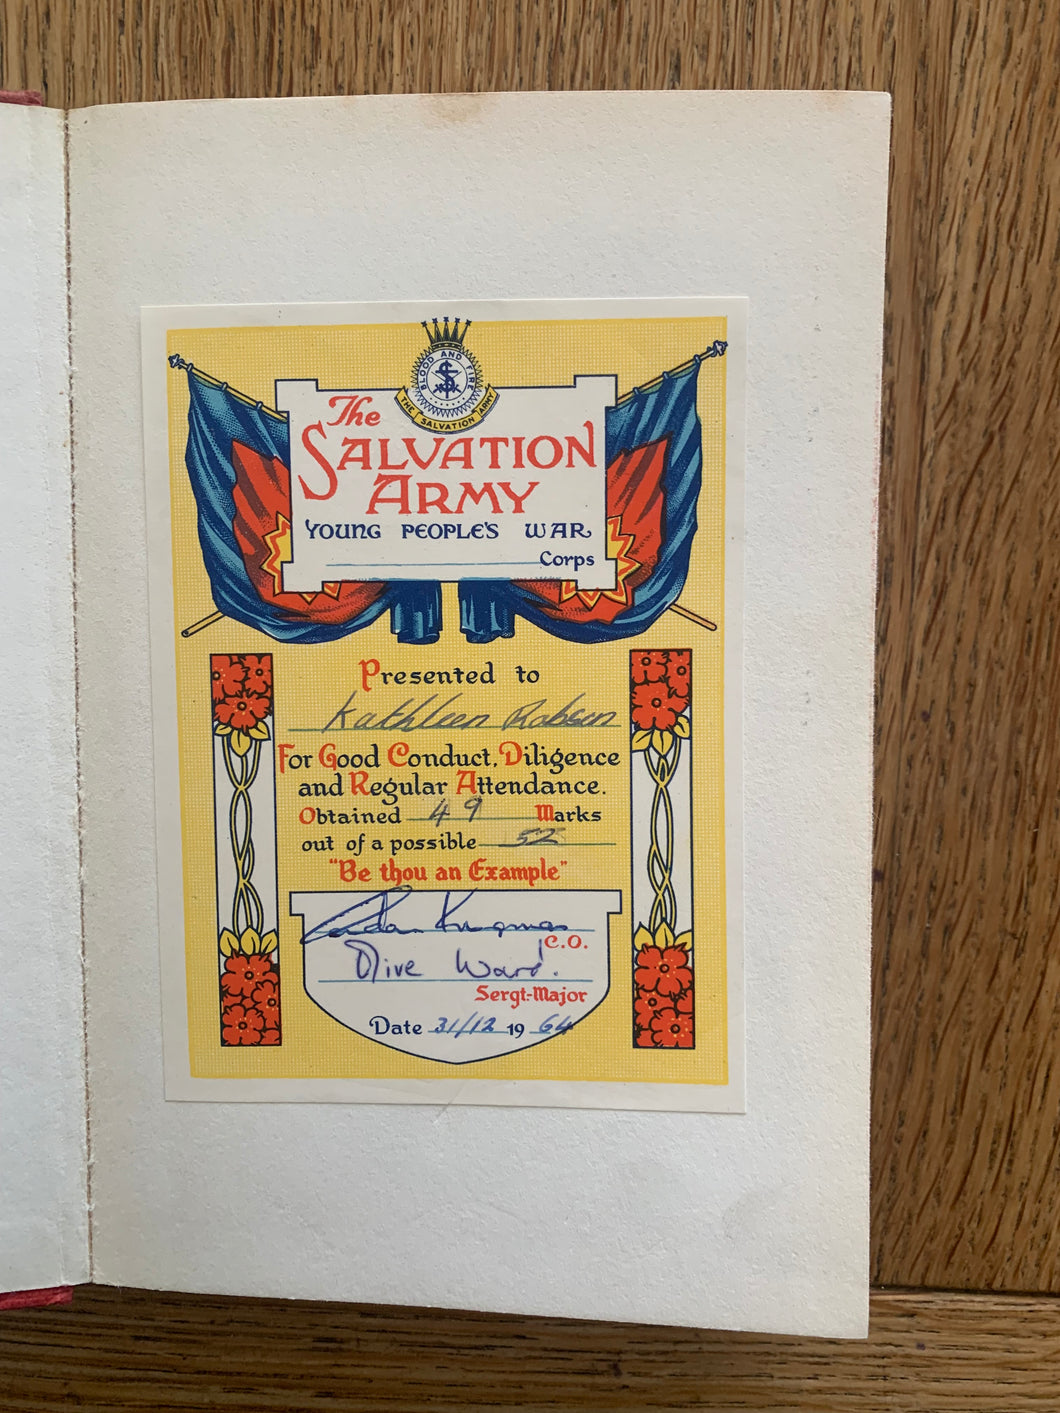 BLOOD AND FIRE
THE SALVATION ARMY
The
SALVATION
ARMY
YOUNG PEOPLE'S WAR
Corps
Presented to
Kathleen Robson
For Good Conduct, Diligence
and Regular Attendance.
Obtained 49 Marks
out of a possible 52
"Be thou an Example"
C.O.
Olive Ward.
Sergt.-Major
Date 31/12 19 64